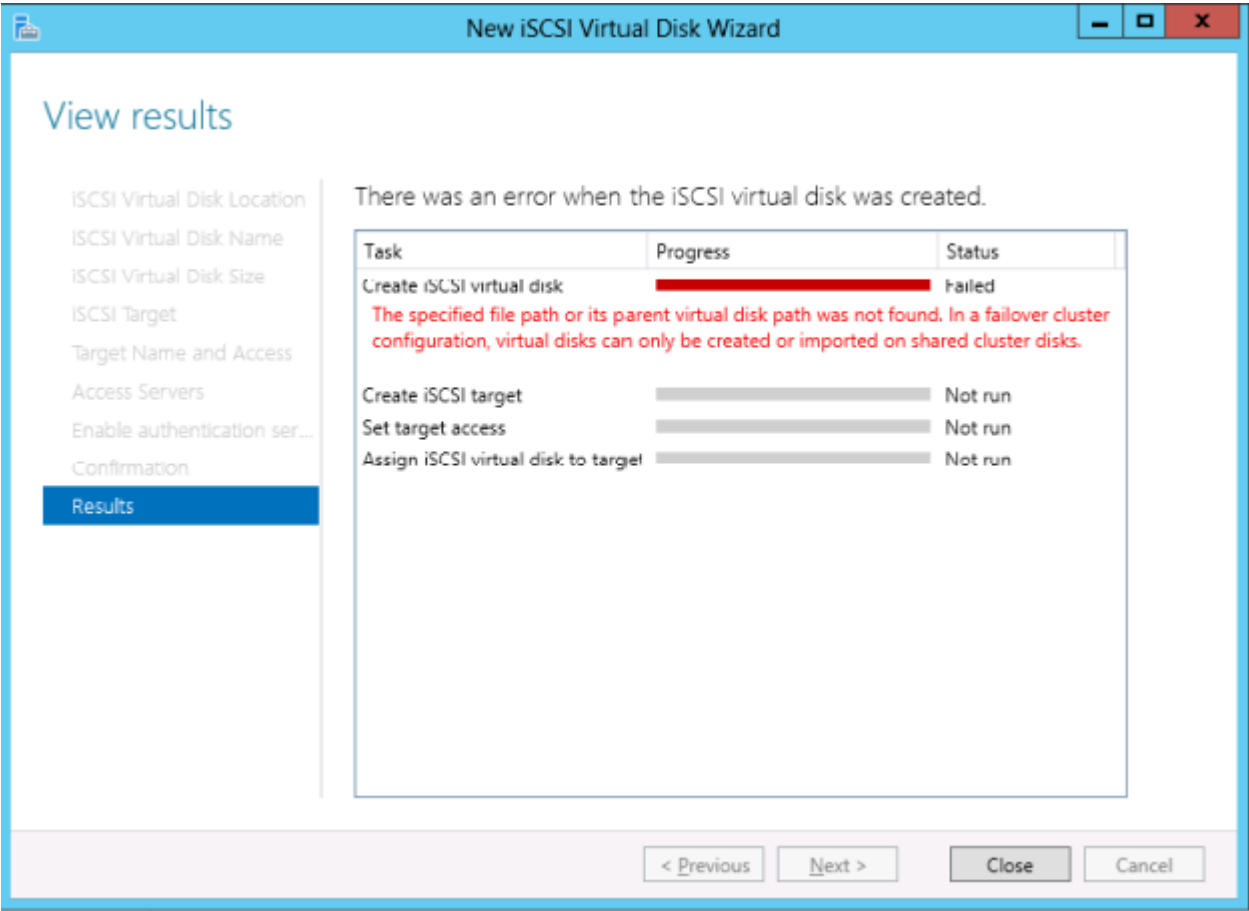 New iSCSI Virtual Disk Wizard
View results
iSCSI Virtual Disk Location
iSCSI Virtual Disk Name
iSCSI Virtual Disk Size
iSCSI Target
Target Name and Access
Access Servers
Enable authentication ser...
Confirmation
Results
There was an error when the iSCSI virtual disk was created.
Task Progress Status
Create iSCSI virtual disk Failed
The specified file path or its parent virtual disk path was not found. In a failover cluster
configuration, virtual disks can only be created or imported on shared cluster disks.
Create iSCSI target Not run
Set target access Not run
Assign iSCSI virtual disk to target Not run
< Previous Next > Close Cancel